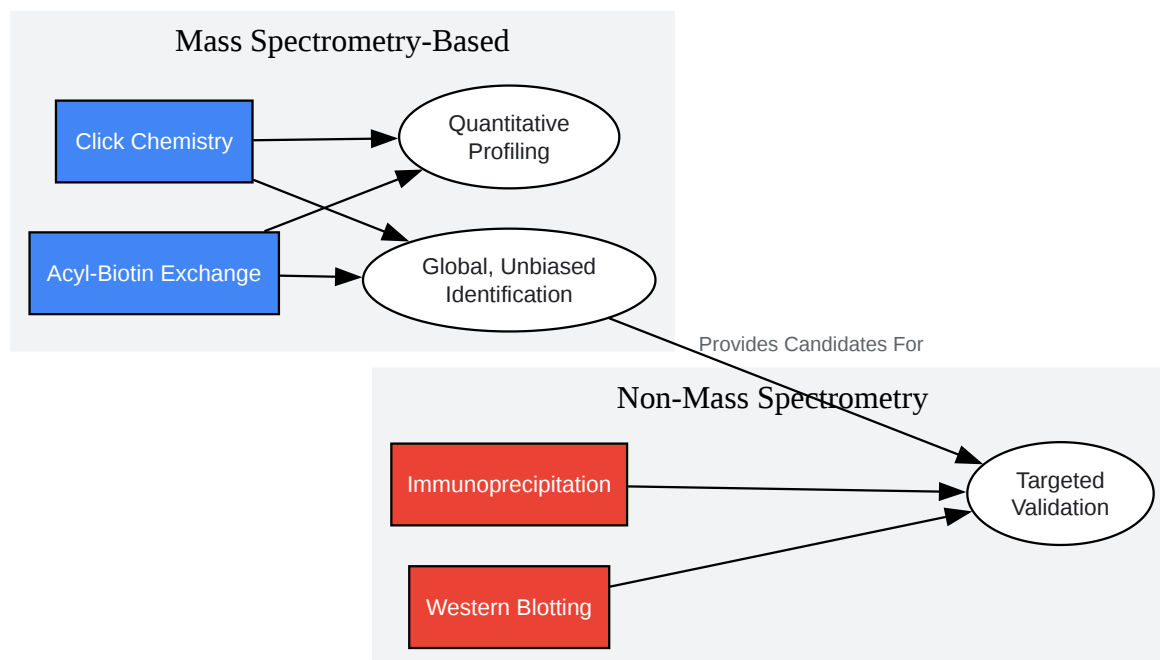 Mass Spectrometry-Based
Click Chemistry
Quantitative
Profiling
Acyl-Biotin Exchange
Global, Unbiased
Identification
Provides Candidates For
Non-Mass Spectrometry
Immunoprecipitation
Targeted
Validation
Western Blotting